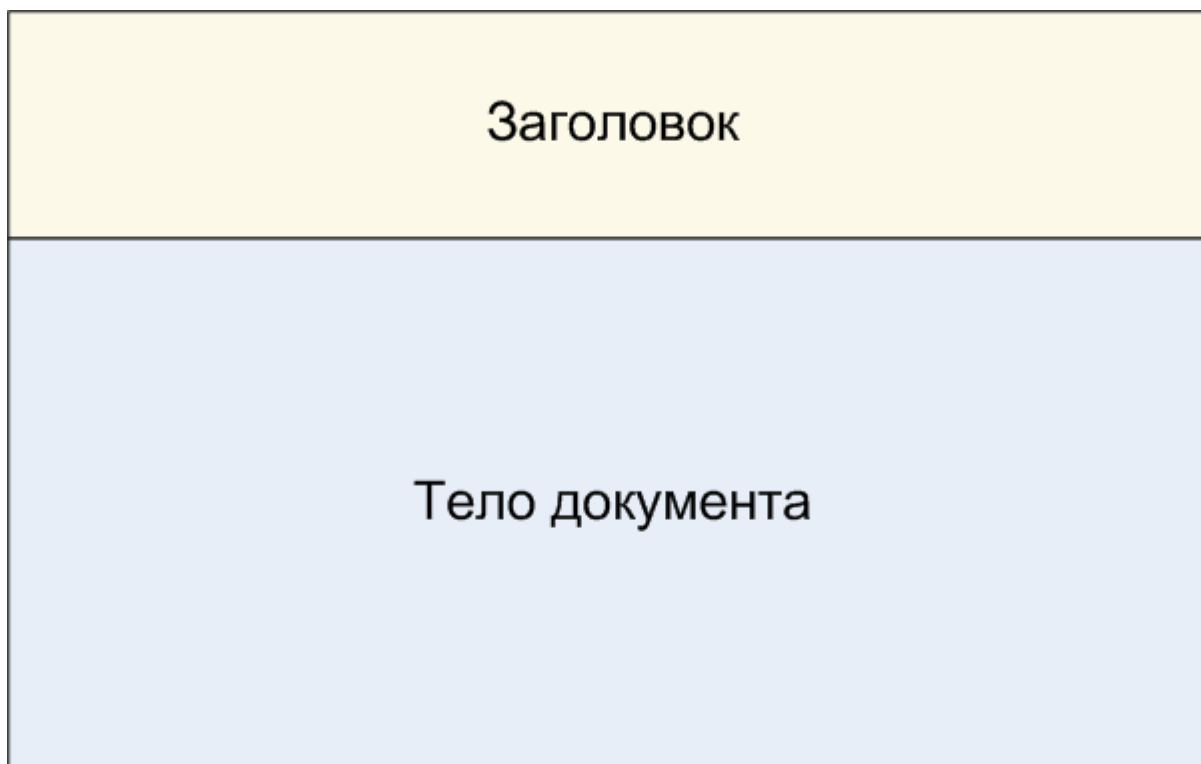 Заголовок
Тело документа